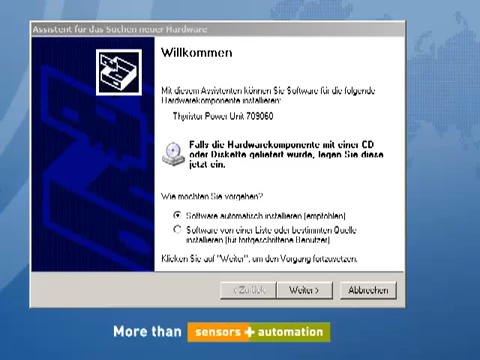 Assistent für das Suchen neuer Hardware
Willkommen
Mit diesem Assistenten können Sie Software für die folgende
Hardwarekomponente installieren:
Thyristor Power Unit 709060
Falls die Hardwarekomponente mit einer CD
oder Diskette geliefert wurde, legen Sie diese
jetzt ein.
Wie möchten Sie vorgehen?
Software automatisch installieren (empfohlen)
Software von einer Liste oder bestimmten Quelle
installieren (für fortgeschrittene Benutzer)
Klicken Sie auf "Weiter", um den Vorgang fortzusetzen.
< Zurück
Weiter >
Abbrechen
More than sensors + automation